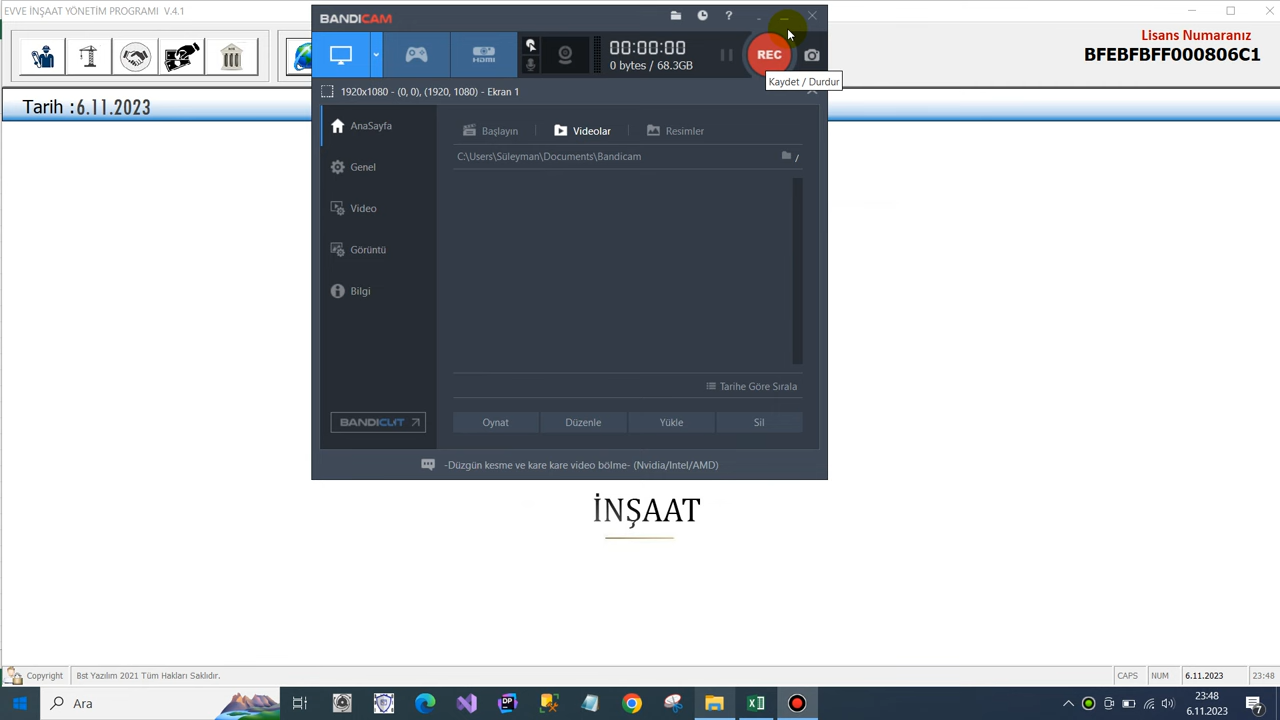 EVVE İNŞAAT YÖNETİM PROGRAMI V.4.1
BANDICAM
?
Lisans Numaranız
BFEBFBFF000806C1
HDMI
00:00:00
0 bytes / 68.3GB
REC
Kaydet / Durdur
Tarih :6.11.2023
1920x1080 - (0, 0), (1920, 1080) - Ekran 1
AnaSayfa
Genel
Video
Görüntü
Bilgi
BANDICUT
Başlayın
Videolar
Resimler
C:\Users\Süleyman\Documents\Bandicam
/
Tarihe Göre Sırala
Oynat
Düzenle
Yükle
Sil
-Düzgün kesme ve kare kare video bölme- (Nvidia/Intel/AMD)
İNŞAAT
Copyright
Bst Yazılım 2021 Tüm Hakları Saklıdır.
CAPS
NUM
6.11.2023
23:48
Ara
DP
23:48
6.11.2023
7